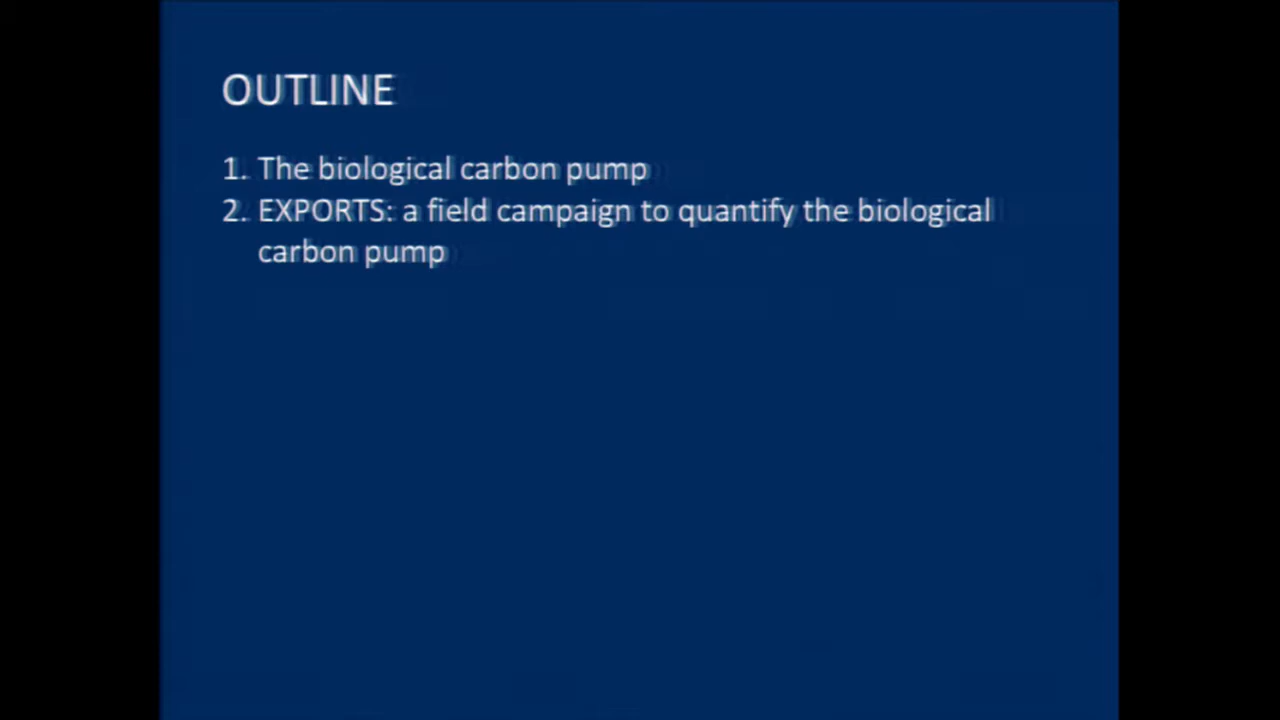 OUTLINE
1. The biological carbon pump
2. EXPORTS: a field campaign to quantify the biological
carbon pump